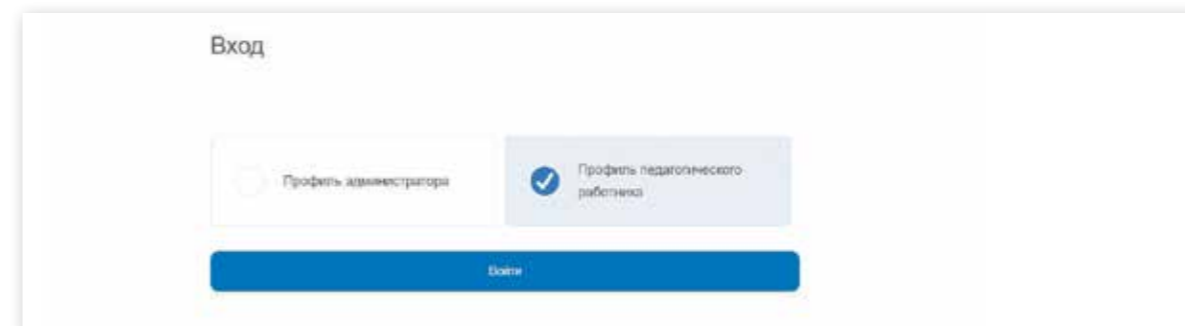 Вход
Профиль администратора
Профиль педагогического
работника
Войти